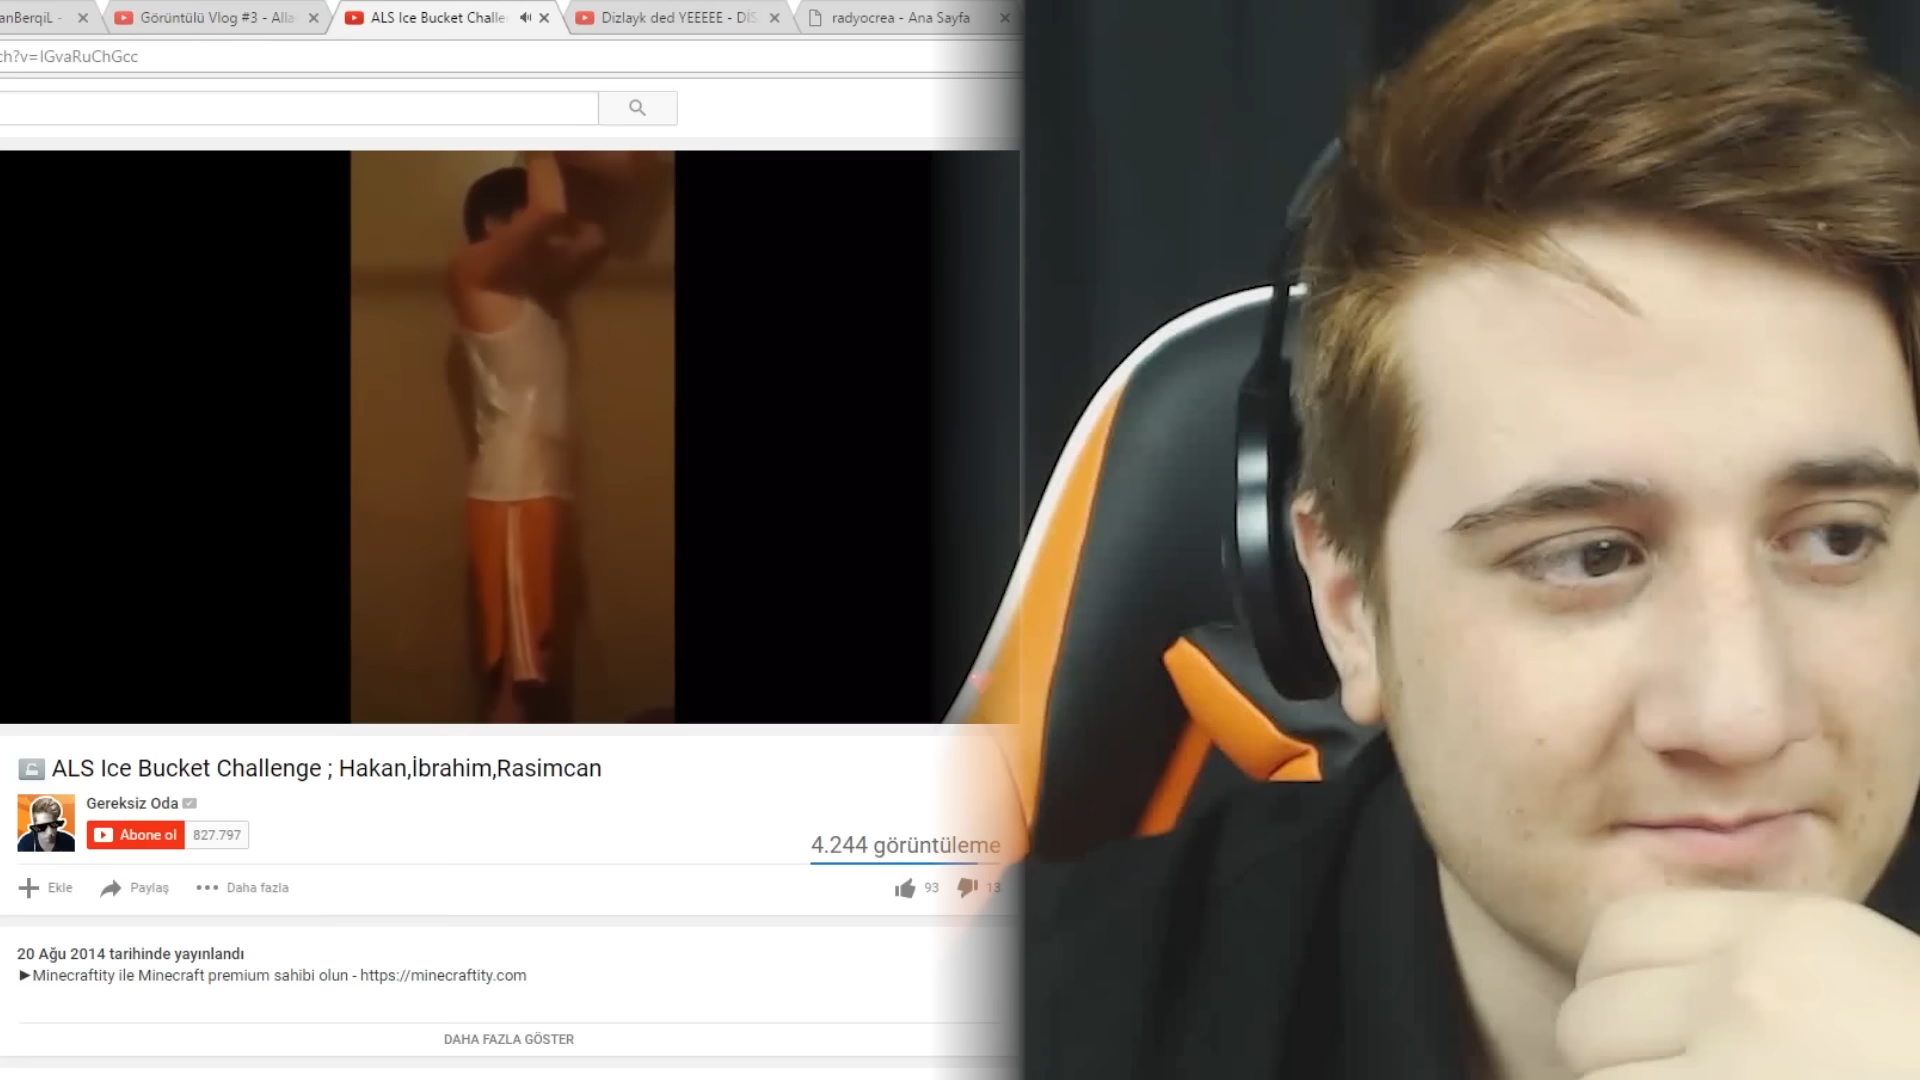 anBerqiL -
Görüntülü Vlog #3 - Alla
ALS Ice Bucket Challe
Dizlayk ded YEEEEE - DİS
radyocrea - Ana Sayfa
ch?v=IGvaRuChGcc
ALS Ice Bucket Challenge ; Hakan,İbrahim,Rasimcan
Gereksiz Oda
Abone ol 827.797
4.244 görüntüleme
Ekle Paylaş Daha fazla
93 13
20 Ağu 2014 tarihinde yayınlandı
►Minecraftity ile Minecraft premium sahibi olun - https://minecraftity.com
DAHA FAZLA GÖSTER